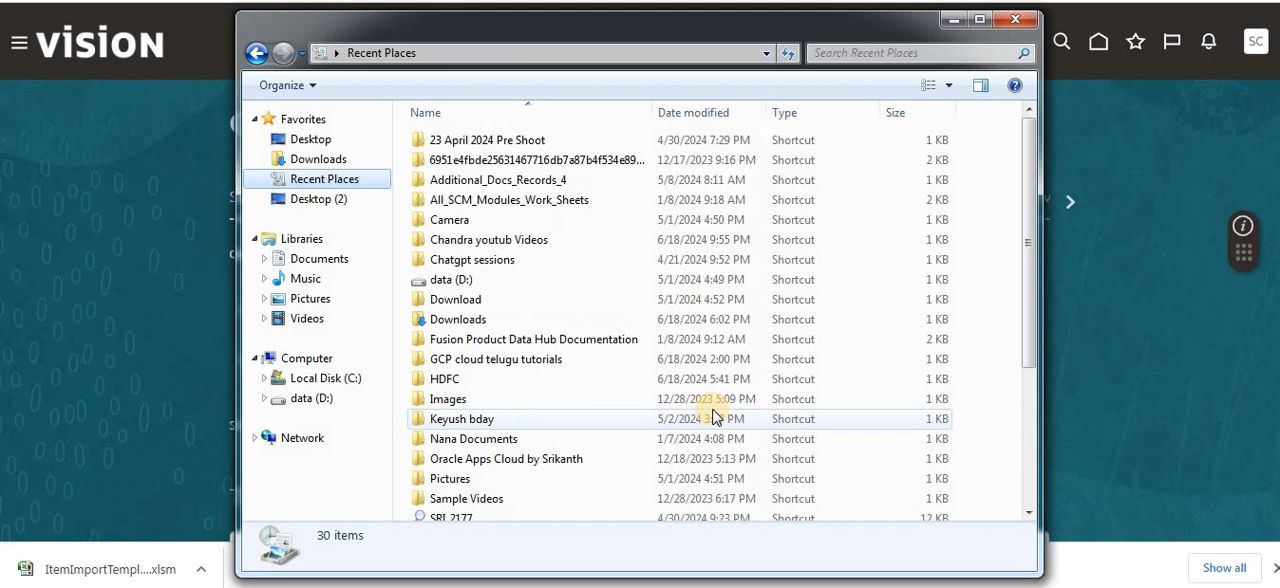 vision
SC
Recent Places
Search Recent Places
Organize
Favorites
Desktop
Downloads
Recent Places
Desktop (2)
Libraries
Documents
Music
Pictures
Videos
Computer
Local Disk (C:)
data (D:)
Network
Name Date modified Type Size
23 April 2024 Pre Shoot 4/30/2024 7:29 PM Shortcut 1 KB
6951e4fbde25631467716db7a87b4f534e89... 12/17/2023 9:16 PM Shortcut 2 KB
Additional_Docs_Records_4 5/8/2024 8:11 AM Shortcut 1 KB
All_SCM_Modules_Work_Sheets 1/8/2024 9:18 AM Shortcut 1 KB
Camera 5/1/2024 4:50 PM Shortcut 1 KB
Chandra youtub Videos 6/18/2024 9:55 PM Shortcut 1 KB
Chatgpt sessions 4/21/2024 9:52 PM Shortcut 1 KB
data (D:) 5/1/2024 4:49 PM Shortcut 1 KB
Download 5/1/2024 4:52 PM Shortcut 1 KB
Downloads 6/18/2024 6:02 PM Shortcut 1 KB
Fusion Product Data Hub Documentation 1/8/2024 9:12 AM Shortcut 2 KB
GCP cloud telugu tutorials 6/18/2024 2:00 PM Shortcut 1 KB
HDFC 6/18/2024 5:41 PM Shortcut 1 KB
Images 12/28/2023 5:09 PM Shortcut 1 KB
Keyush bday 5/2/2024 PM Shortcut 1 KB
Nana Documents 1/7/2024 4:08 PM Shortcut 1 KB
Oracle Apps Cloud by Srikanth 12/18/2023 5:13 PM Shortcut 1 KB
Pictures 5/1/2024 4:51 PM Shortcut 1 KB
Sample Videos 12/28/2023 6:17 PM Shortcut 1 KB
SRI 2177 4/30/2024 9:23 PM Shortcut 12 KB
30 items
ItemImportTempl....xlsm
Show all